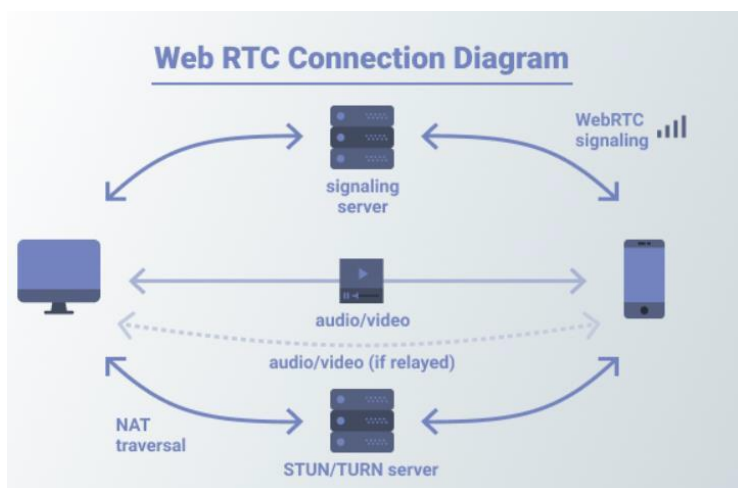 Web RTC Connection Diagram
WebRTC
signaling
signaling
server
audio/video
audio/video (if relayed)
NAT
traversal
STUN/TURN server